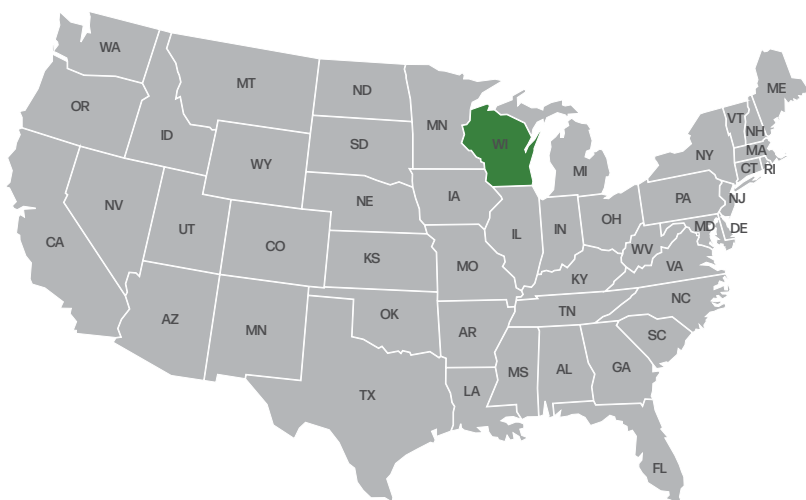 WA
MT
ND
MN
ME
OR
ID
SD
WI
VT
NH
WY
MI
NY
MA
CT
RI
NV
NE
IA
PA
NJ
UT
CO
IL
IN
OH
MD
DE
CA
KS
MO
WV
VA
KY
AZ
MN
OK
AR
TN
NC
SC
TX
LA
MS
AL
GA
FL